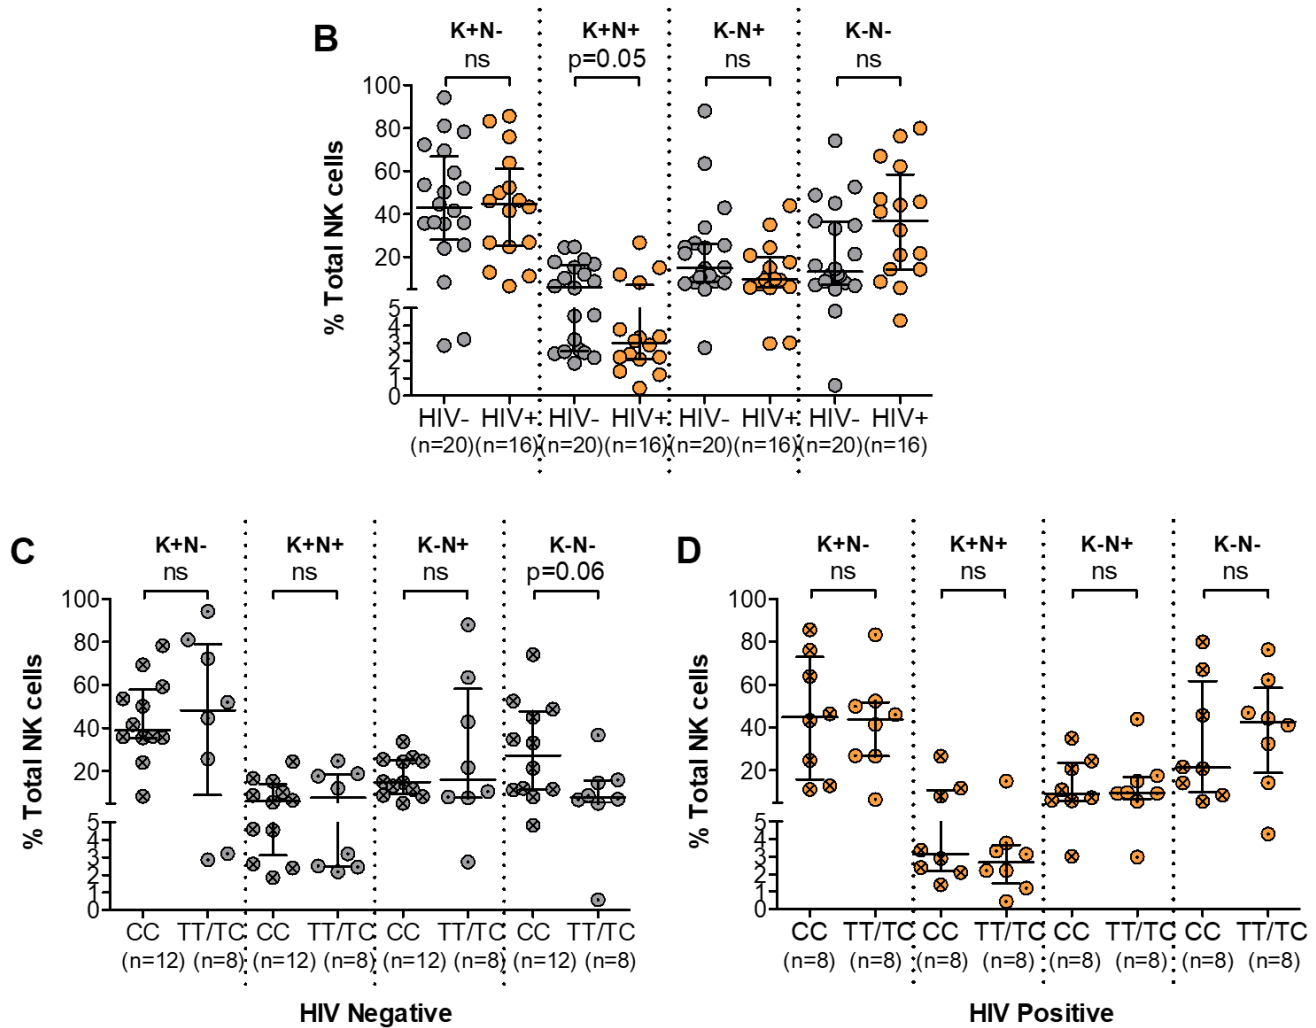 B
K+N- K+N+ K-N+ K-N-
ns p=0.05 ns ns
% Total NK cells
100
80
60
40
20
5
4
3
2
1
0
HIV- HIV+ HIV- HIV+ HIV- HIV+ HIV- HIV+
(n=20) (n=16) (n=20) (n=16) (n=20) (n=16) (n=20) (n=16)
C
K+N- K+N+ K-N+ K-N-
ns ns ns p=0.06
% Total NK cells
100
80
60
40
20
5
4
3
2
1
0
CC TT/TC CC TT/TC CC TT/TC CC TT/TC
(n=12) (n=8) (n=12) (n=8) (n=12) (n=8) (n=12) (n=8)
HIV Negative
D
K+N- K+N+ K-N+ K-N-
ns ns ns ns
% Total NK cells
100
80
60
40
20
5
4
3
2
1
0
CC TT/TC CC TT/TC CC TT/TC CC TT/TC
(n=8) (n=8) (n=8) (n=8) (n=8) (n=8) (n=8) (n=8)
HIV Positive